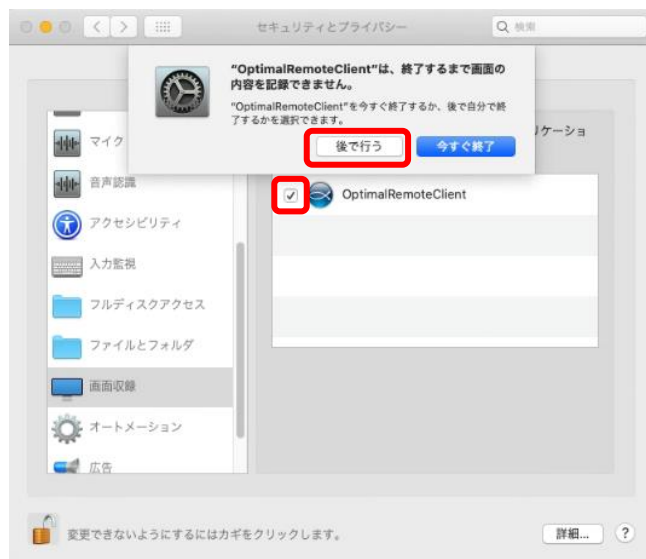 セキュリティとプライバシー
検索
"OptimalRemoteClient"は、終了するまで画面の
内容を記録できません。
"OptimalRemoteClient"を今すぐ終了するか、後で自分で終
了するかを選択できます。
後で行う
今すぐ終了
リケーショ
マイク
音声認識
アクセシビリティ
入力監視
フルディスクアクセス
ファイルとフォルダ
画面収録
オートメーション
広告
OptimalRemoteClient
変更できないようにするにはカギをクリックします。
詳細...
?